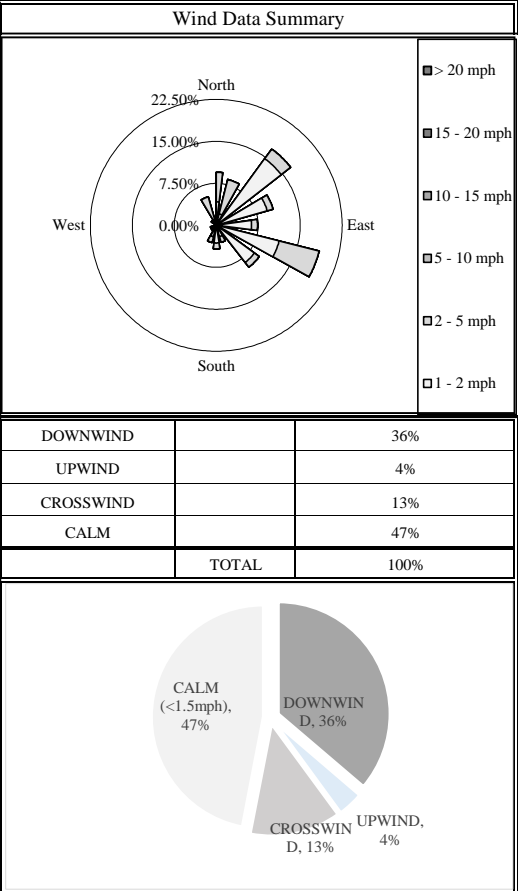 Wind Data Summary
North
22.50%
15.00%
7.50%
0.00%
West
East
South
> 20 mph
15 - 20 mph
10 - 15 mph
5 - 10 mph
2 - 5 mph
1 - 2 mph
DOWNWIND 36%
UPWIND 4%
CROSSWIND 13%
CALM 47%
TOTAL 100%
CALM
(<1.5mph),
47%
DOWNWIN
D, 36%
CROSSWIN
D, 13%
UPWIND,
4%